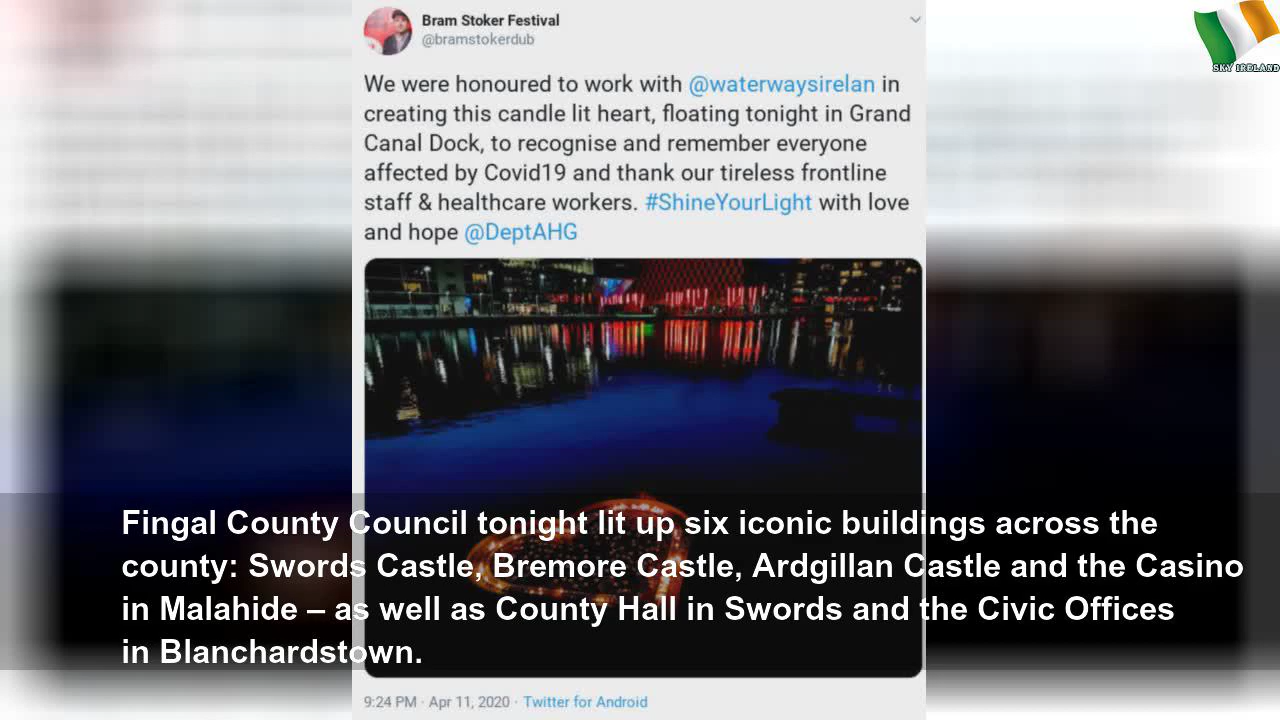 Bram Stoker Festival
@bramstokerdub
SKY IRELAND
We were honoured to work with @waterwaysirelan in
creating this candle lit heart, floating tonight in Grand
Canal Dock, to recognise and remember everyone
affected by Covid19 and thank our tireless frontline
staff & healthcare workers. #ShineYourLight with love
and hope @DeptAHG
Fingal County Council tonight lit up six iconic buildings across the
county: Swords Castle, Bremore Castle, Ardgillan Castle and the Casino
in Malahide – as well as County Hall in Swords and the Civic Offices
in Blanchardstown.
9:24 PM · Apr 11, 2020 · Twitter for Android